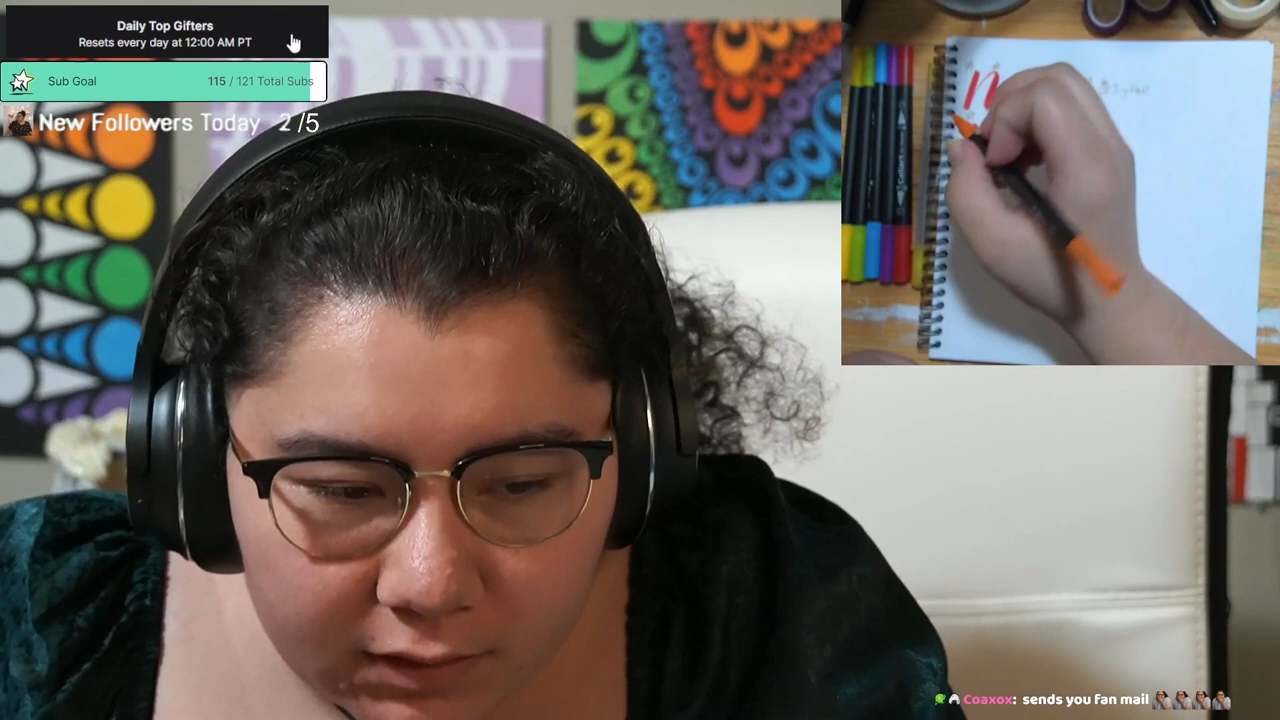 Daily Top Gifters
Resets every day at 12:00 AM PT
Sub Goal 115 / 121 Total Subs
New Followers Today 2 /5
n
Coaxox: sends you fan mail